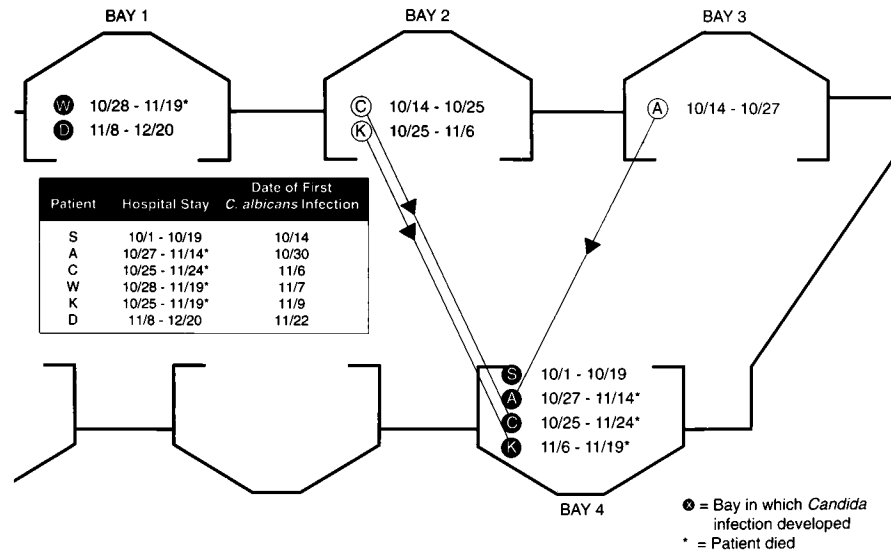 BAY 1
BAY 2
BAY 3
W 10/28 - 11/19*
D 11/8 - 12/20
C 10/14 - 10/25
K 10/25 - 11/6
A 10/14 - 10/27
Date of First
Patient Hospital Stay C. albicans Infection
S 10/1 - 10/19 10/14
A 10/27 - 11/14* 10/30
C 10/25 - 11/24* 11/6
W 10/28 - 11/19* 11/7
K 10/25 - 11/19* 11/9
D 11/8 - 12/20 11/22
S 10/1 - 10/19
A 10/27 - 11/14*
C 10/25 - 11/24*
K 11/6 - 11/19*
BAY 4
X = Bay in which Candida
infection developed
* = Patient died